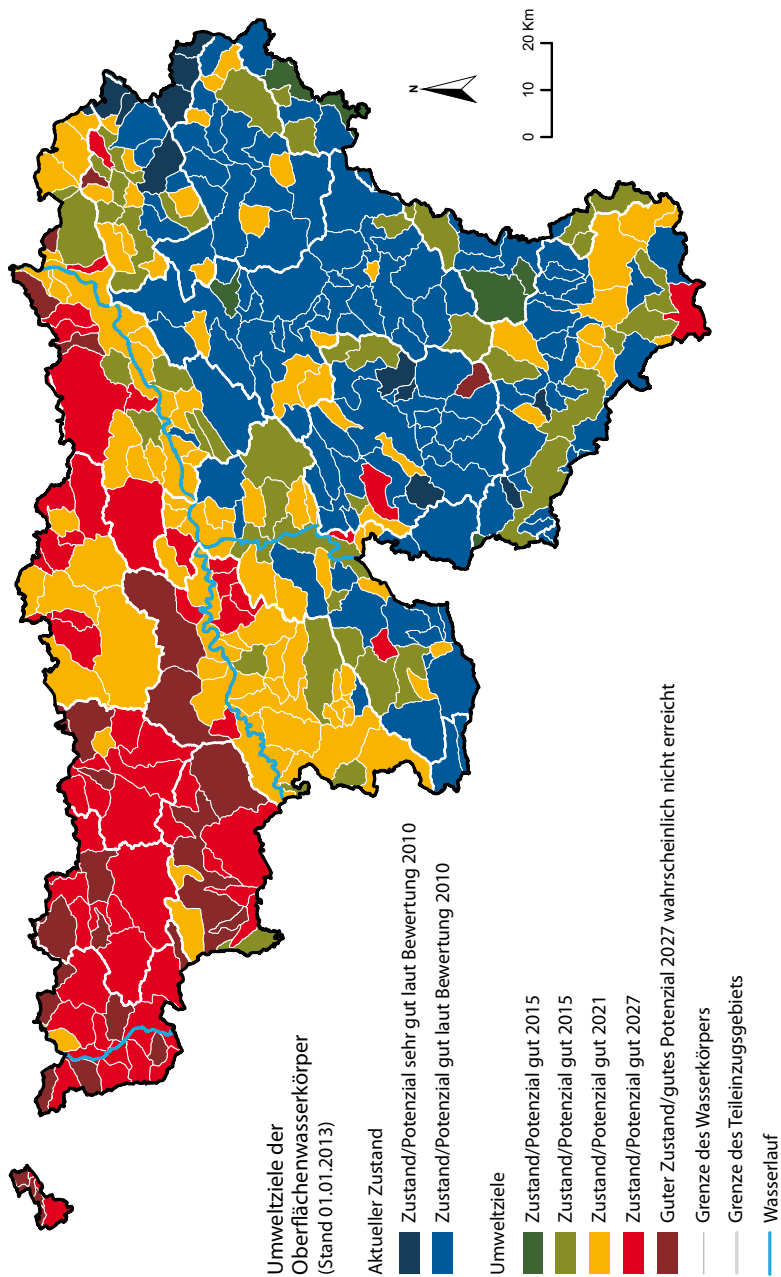 Umweltziele der
Oberflächenwasserkörper
(Stand 01.01.2013)
Aktueller Zustand
Zustand/Potenzial sehr gut laut Bewertung 2010
Zustand/Potenzial gut laut Bewertung 2010
Umweltziele
Zustand/Potenzial gut 2015
Zustand/Potenzial gut 2015
Zustand/Potenzial gut 2021
Zustand/Potenzial gut 2027
Guter Zustand/gutes Potenzial 2027 wahrscheinlich nicht erreicht
Grenze des Wasserkörpers
Grenze des Teileinzugsgebiets
Wasserlauf
N
0 10 20 Km